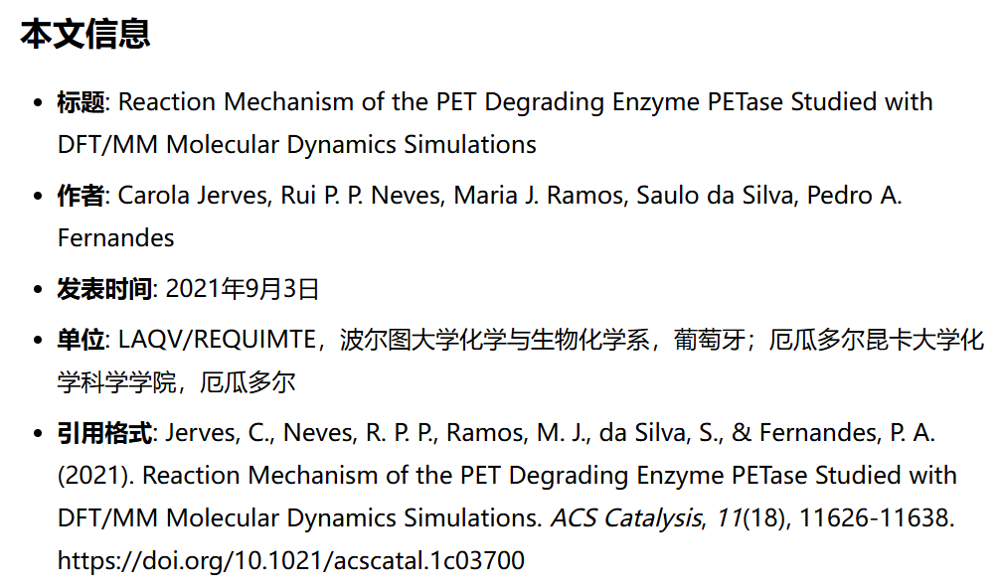 本文信息
标题: Reaction Mechanism of the PET Degrading Enzyme PETase Studied with
DFT/MM Molecular Dynamics Simulations
作者: Carola Jerves, Rui P. P. Neves, Maria J. Ramos, Saulo da Silva, Pedro A.
Fernandes
发表时间: 2021年9月3日
单位: LAQV/REQUIMTE，波尔图大学化学与生物化学系，葡萄牙；厄瓜多尔昆卡大学化
学科学学院，厄瓜多尔
引用格式: Jerves, C., Neves, R. P. P., Ramos, M. J., da Silva, S., & Fernandes, P. A.
(2021). Reaction Mechanism of the PET Degrading Enzyme PETase Studied with
DFT/MM Molecular Dynamics Simulations. ACS Catalysis, 11(18), 11626-11638.
https://doi.org/10.1021/acscatal.1c03700